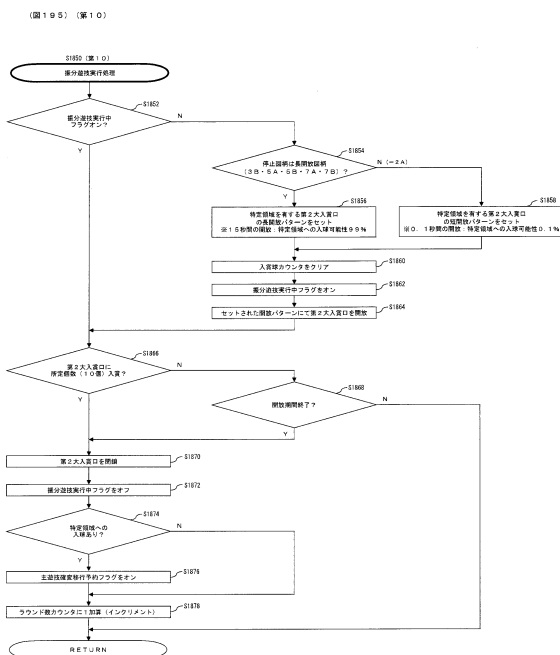 (図195) (第10)
S1850 (第10)
振分遊技実行処理
S1852
振分遊技実行中
フラグオン?
N
Y
S1854
停止図柄は長開放図柄
(3B・5A・5B・7A・7B)?
N (=2A)
Y
S1856
特定領域を有する第2大入賞口
の長開放パターンをセット
※15秒間の開放:特定領域への入球可能性99%
S1858
特定領域を有する第2大入賞口
の短開放パターンをセット
※0.1秒間の開放:特定領域への入球可能性0.1%
S1860
入賞球カウンタをクリア
S1862
振分遊技実行中フラグをオン
S1864
セットされた開放パターンにて第2大入賞口を開放
S1866
第2大入賞口に
所定個数(10個)入賞?
N
Y
S1868
開放期間終了?
N
Y
S1870
第2大入賞口を閉鎖
S1872
振分遊技実行中フラグをオフ
S1874
特定領域への
入球あり?
N
Y
S1876
主遊技確変移行予約フラグをオン
S1878
ラウンド数カウンタに1加算(インクリメント)
RETURN